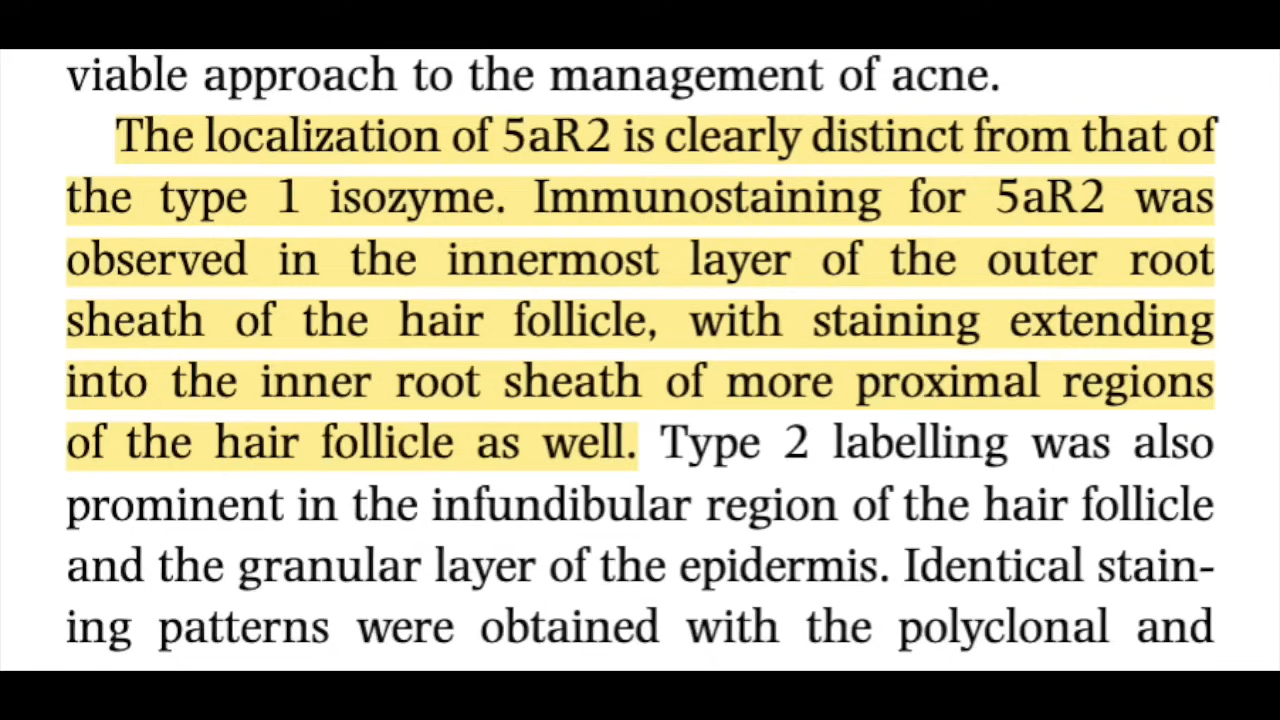 viable approach to the management of acne.
The localization of 5aR2 is clearly distinct from that of
the type 1 isozyme. Immunostaining for 5aR2 was
observed in the innermost layer of the outer root
sheath of the hair follicle, with staining extending
into the inner root sheath of more proximal regions
of the hair follicle as well. Type 2 labelling was also
prominent in the infundibular region of the hair follicle
and the granular layer of the epidermis. Identical stain-
ing patterns were obtained with the polyclonal and